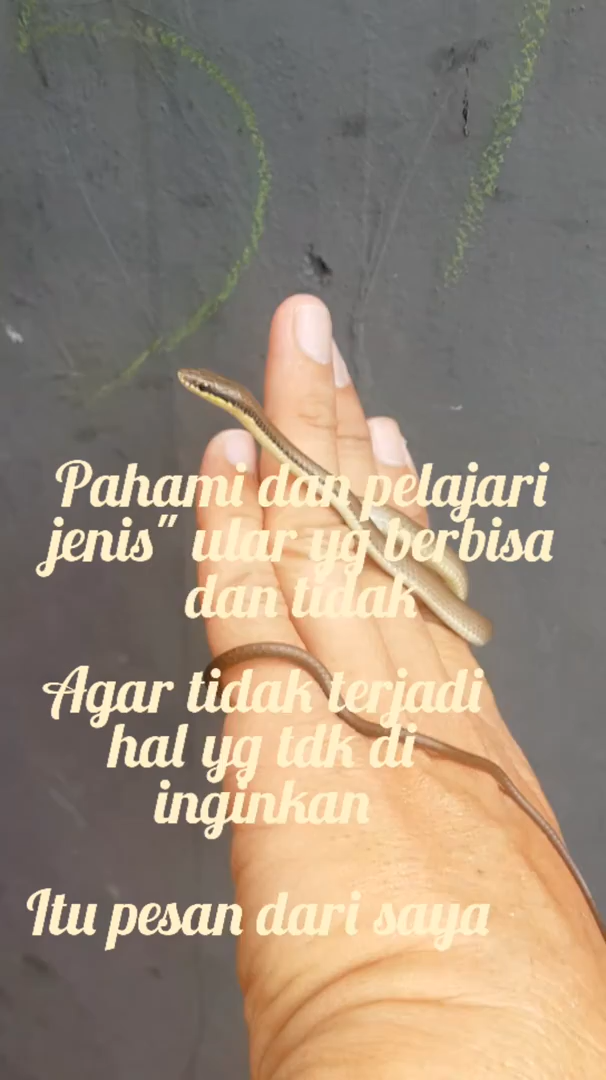 Pahami dan pelajari
jenis" ular yg berbisa
dan tidak
Agar tidak terjadi
hal yg tdk di
inginkan
Itu pesan dari saya